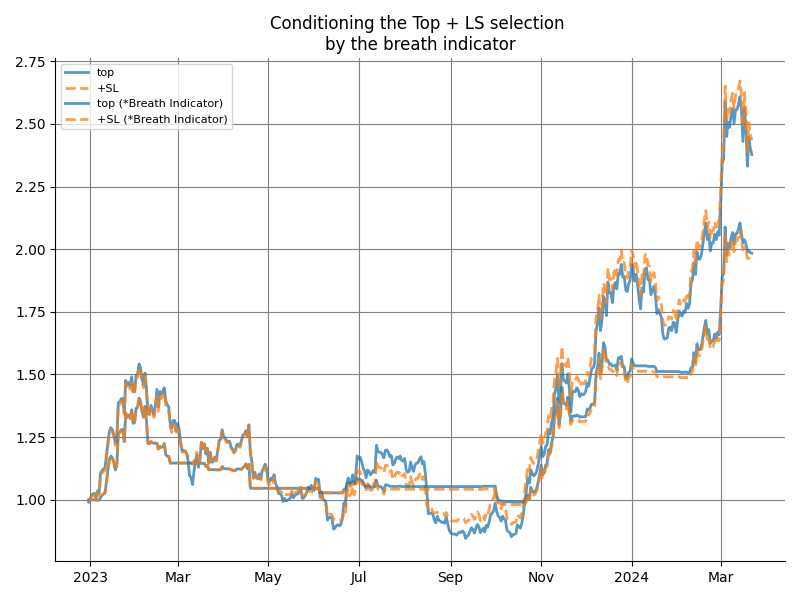 Conditioning the Top + LS selection
by the breath indicator
2.75
top
+SL
top (*Breath Indicator)
+SL (*Breath Indicator)
2.50
2.25
2.00
1.75
1.50
1.25
1.00
2023 Mar May Jul Sep Nov 2024 Mar